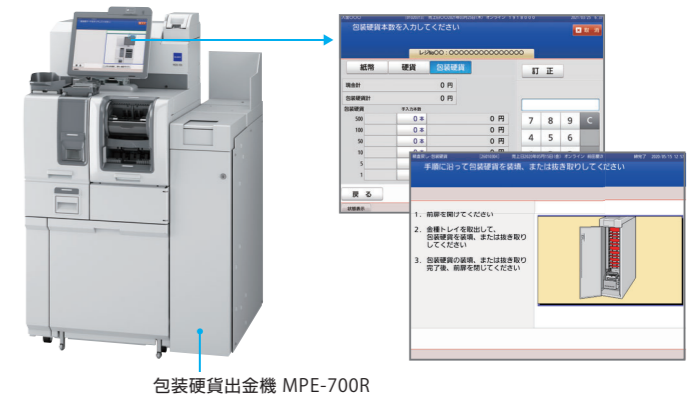 包装硬貨本数を入力してください
取 消
レジNo00：00000000000000
紙幣
硬貨
包装硬貨
訂 正
現合計
0 円
包装硬貨計
0 円
包装硬貨
手入力本数
500
0 本
0 円
100
0 本
0 円
50
0 本
0 円
10
5
1
7 8 9 C
4 5 6
戻 る
手順に沿って包装硬貨を装填、または抜き取りしてください
1. 前扉を開けてください
2. 金種トレイを取出して、
包装硬貨を装填、または抜き取り
してください
3. 包装硬貨の装填、または抜き取り
完了後、前扉を閉じてください
包装硬貨出金機 MPE-700R